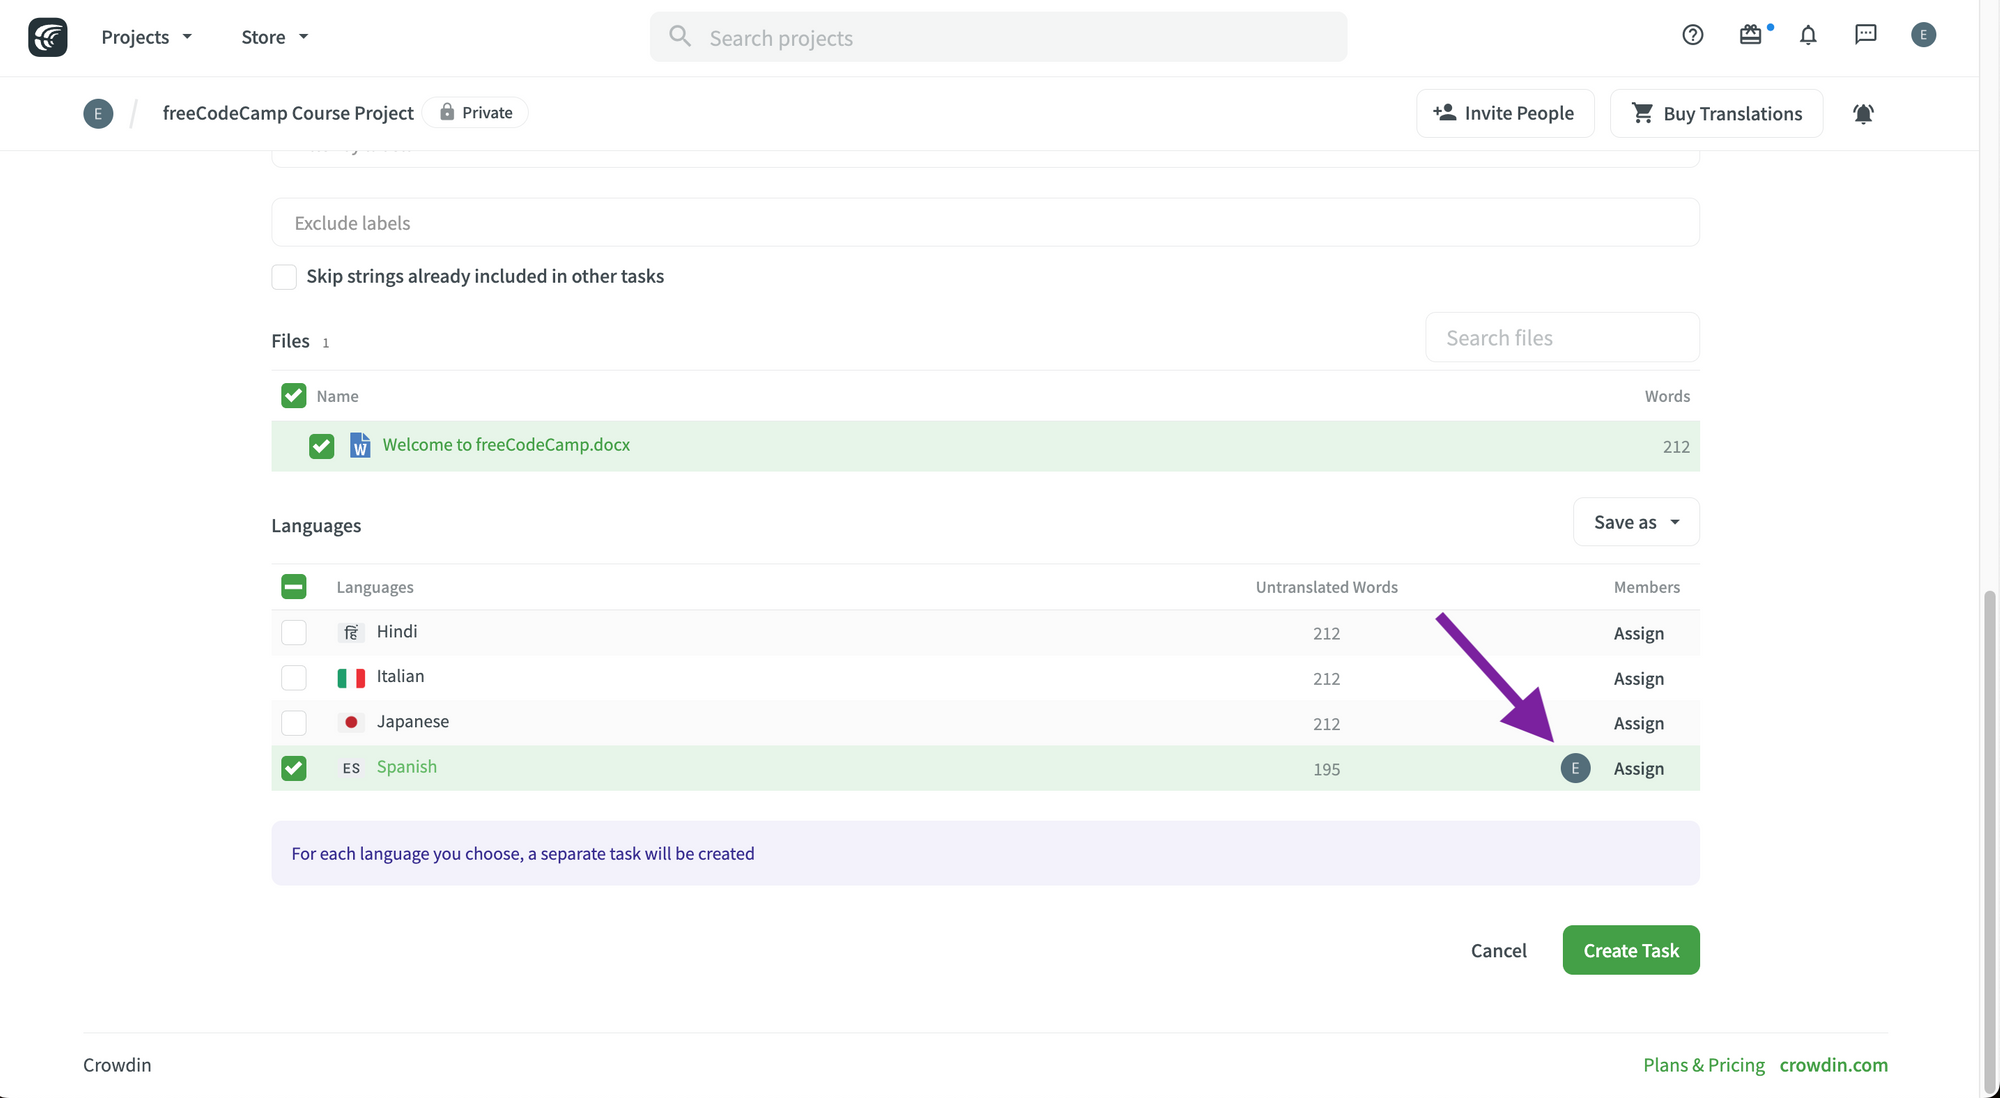 Projects
Store
Search projects
E
E
freeCodeCamp Course Project
Private
Invite People
Buy Translations
Exclude labels
Skip strings already included in other tasks
Files 1
Search files
Name
Words
W
Welcome to freeCodeCamp.docx
212
Languages
Save as
Languages
Untranslated Words
Members
हिं
Hindi
212
Assign
Italian
212
Assign
Japanese
212
Assign
ES
Spanish
195
E
Assign
For each language you choose, a separate task will be created
Cancel
Create Task
Crowdin
Plans & Pricing
crowdin.com